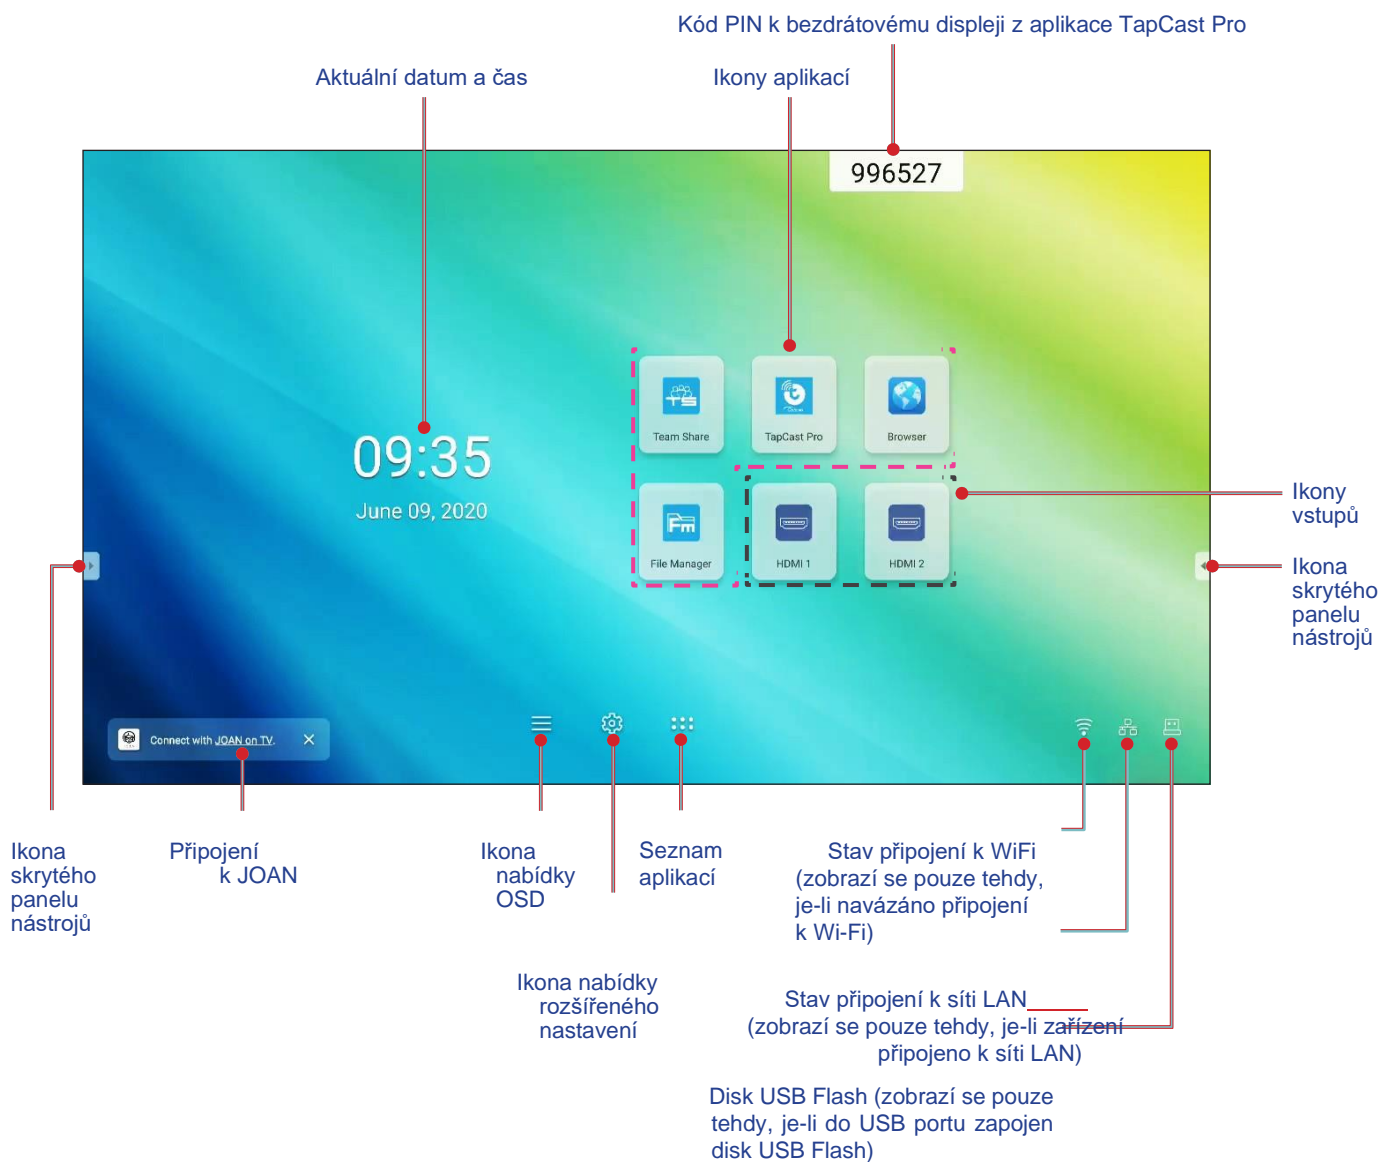 Kód PIN k bezdrátovému displeji z aplikace TapCast Pro
Aktuální datum a čas
Ikony aplikací
996527
Team Share
TapCast Pro
Browser
09:35
June 09, 2020
File Manager
HDMI 1
HDMI 2
Ikony
vstupů
Ikona
skrytého
panelu
nástrojů
Connect with JOAN on TV.
Ikona
skrytého
panelu
nástrojů
Připojení
k JOAN
Ikona
nabídky
OSD
Seznam
aplikací
Stav připojení k WiFi
(zobrazí se pouze tehdy,
je-li navázáno připojení
k Wi-Fi)
Ikona nabídky
rozšířeného
nastavení
Stav připojení k síti LAN
(zobrazí se pouze tehdy, je-li zařízení
připojeno k síti LAN)
Disk USB Flash (zobrazí se pouze
tehdy, je-li do USB portu zapojen
disk USB Flash)